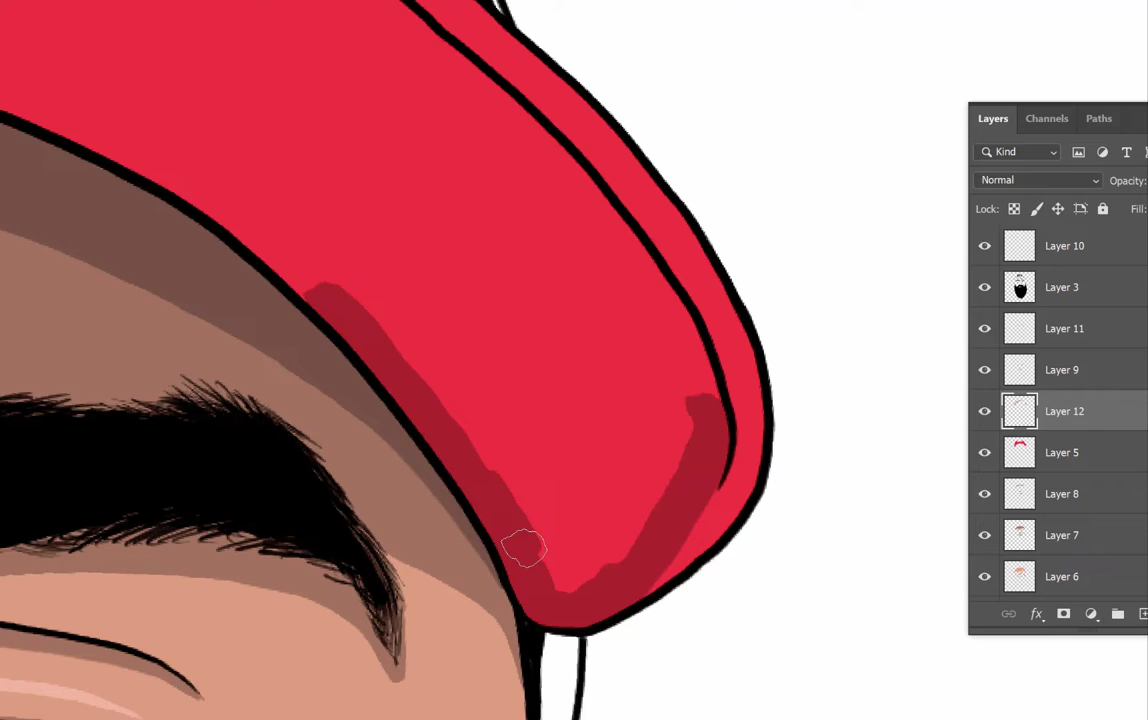 Layers Channels Paths
Kind T
Normal Opacity:
Lock: Fill:
Layer 10
Layer 3
Layer 11
Layer 9
Layer 12
Layer 5
Layer 8
Layer 7
Layer 6
fx